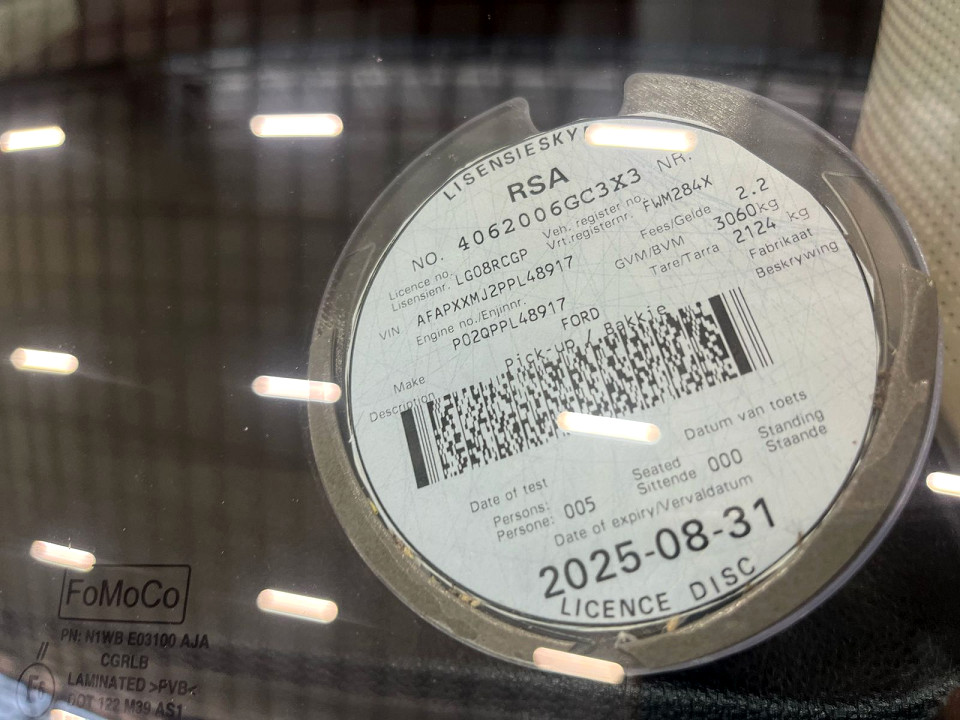 LISENSIESKY NR.
RSA
NO. 4062006GC3X3
Licence no. Veh. register no.
Lisensienr. LG08RCGP Vrt.registernr. FWM284X
VIN AFAPXXMJ2PPL48917 Fees/Gelde 2.2
Engine no./Enjinnr. GVM/BVM 3060kg
P02QPPL48917 Tare/Tarra 2124 kg
Make FORD Fabrikaat
Description Pick-up / Bakkie Beskrywing
Date of test Datum van toets
Persons: Seated Standing
Persone: 005 Sittende 000 Staande
Date of expiry/Vervaldatum
2025-08-31
LICENCE DISC
FoMoCo
PN: N1WB E03100 AJA
CGRLB
LAMINATED >PVB<
DOT 122 M39 AS1